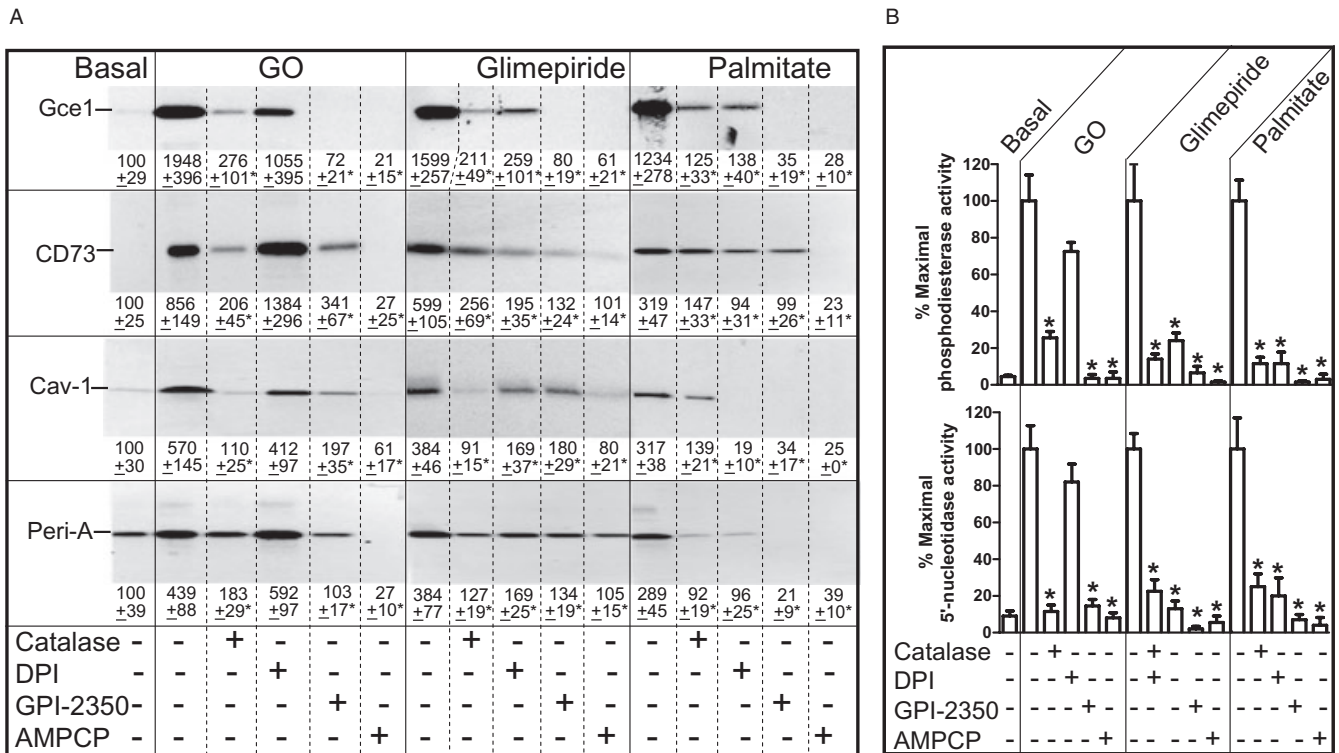 A
Basal GO Glimepiride Palmitate
Gce1
100 1948 276 1055 72 21 1599 211 259 80 61 1234 125 138 35 28
±29 ±396 ±101* ±395 ±21* ±15* ±257 ±49* ±101* ±19* ±21* ±278 ±33* ±40* ±19* ±10*
CD73
100 856 206 1384 341 27 599 256 195 132 101 319 147 94 99 23
±25 ±149 ±45* ±296 ±67* ±25* ±105 ±69* ±35* ±24* ±14* ±47 ±33* ±31* ±26* ±11*
Cav-1
100 570 110 412 197 61 384 91 169 180 80 317 139 19 34 25
±30 ±145 ±25* ±97 ±35* ±17* ±46 ±15* ±37* ±29* ±21* ±38 ±21* ±10* ±17* ±0*
Peri-A
100 439 183 592 103 27 384 127 169 134 105 289 92 96 21 39
±39 ±88 ±29* ±97 ±17* ±10* ±77 ±19* ±25* ±19* ±15* ±45 ±19* ±25* ±9* ±10*
Catalase - - + - - - - + - - - - + - - -
DPI - - - + - - - - + - - - - + - -
GPI-2350 - - - - + - - - - + - - - - + -
AMPCP - - - - - + - - - - + - - - - +
B
Basal GO Glimepiride Palmitate
% Maximal
phosphodiesterase activity
120
100
80
60
40
20
0
* * * * * * * * * * *
% Maximal
5'-nucleotidase activity
120
100
80
60
40
20
0
* * * * * * * * * * *
Catalase - - + - - - - + - - - - + - - -
DPI - - - + - - - + - - - - - + - -
GPI-2350 - - - - + - - - - + - - - - + -
AMPCP - - - - - + - - - - + - - - - +